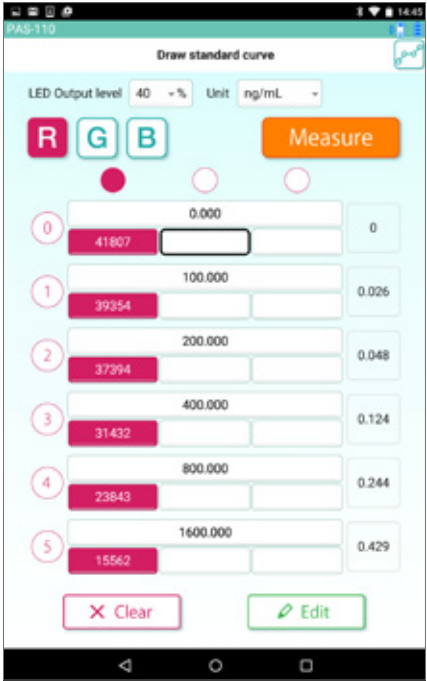 14:45
PAS-110
Draw standard curve
LED Output level 40 % Unit ng/mL
R G B Measure
0.000
0 41807 0
100.000
1 39354 0.026
200.000
2 37394 0.048
400.000
3 31432 0.124
800.000
4 23843 0.244
1600.000
5 15562 0.429
Clear Edit